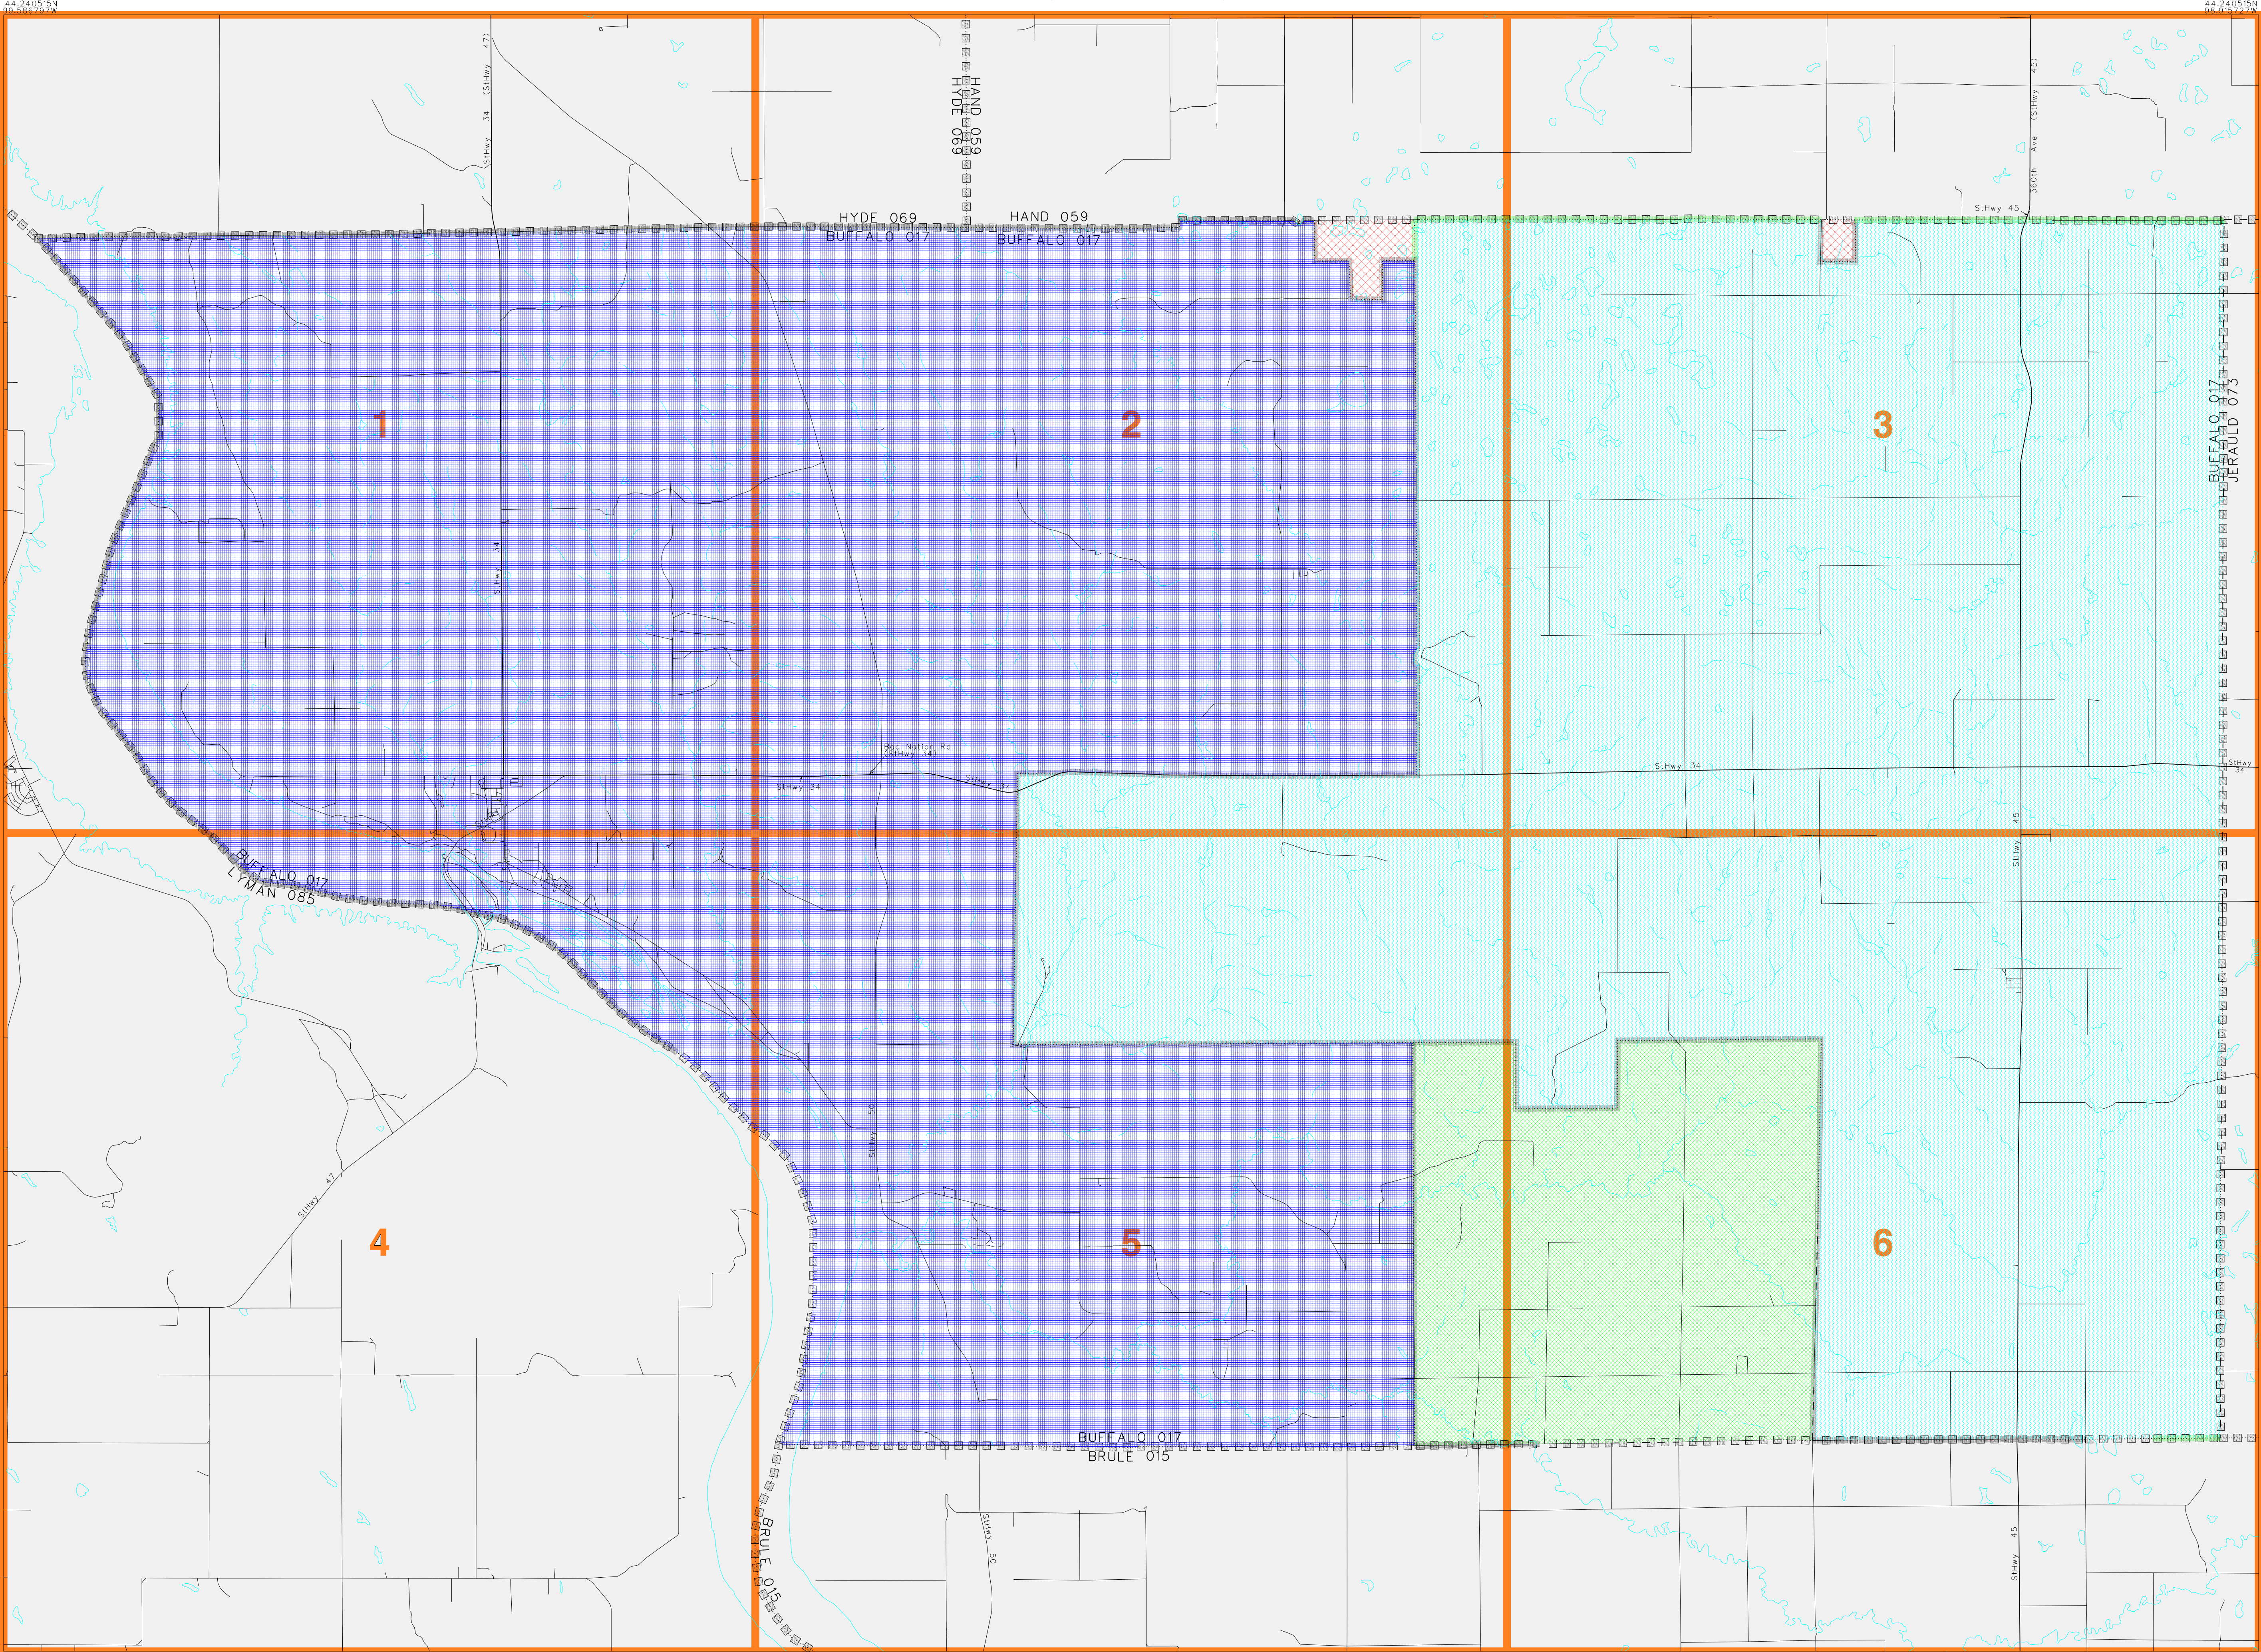 44.240515N
99.586797W
44.240515N
98.915727W
StHwy 34 (StHwy 47)
HAND 059
HYDE 069
360th Ave (StHwy 45)
StHwy 45
HYDE 069
BUFFALO 017
HAND 059
BUFFALO 017
1
2
3
BUFFALO 017
JERAULD 073
StHwy 34
Bad Nation Rd
(StHwy 34)
StHwy 34
StHwy 34
StHwy 34
StHwy
34
StHwy 47
StHwy 45
BUFFALO 017
LYMAN 085
StHwy 50
StHwy 47
4
5
6
BUFFALO 017
BRULE 015
BRULE 015
StHwy 50
StHwy 45